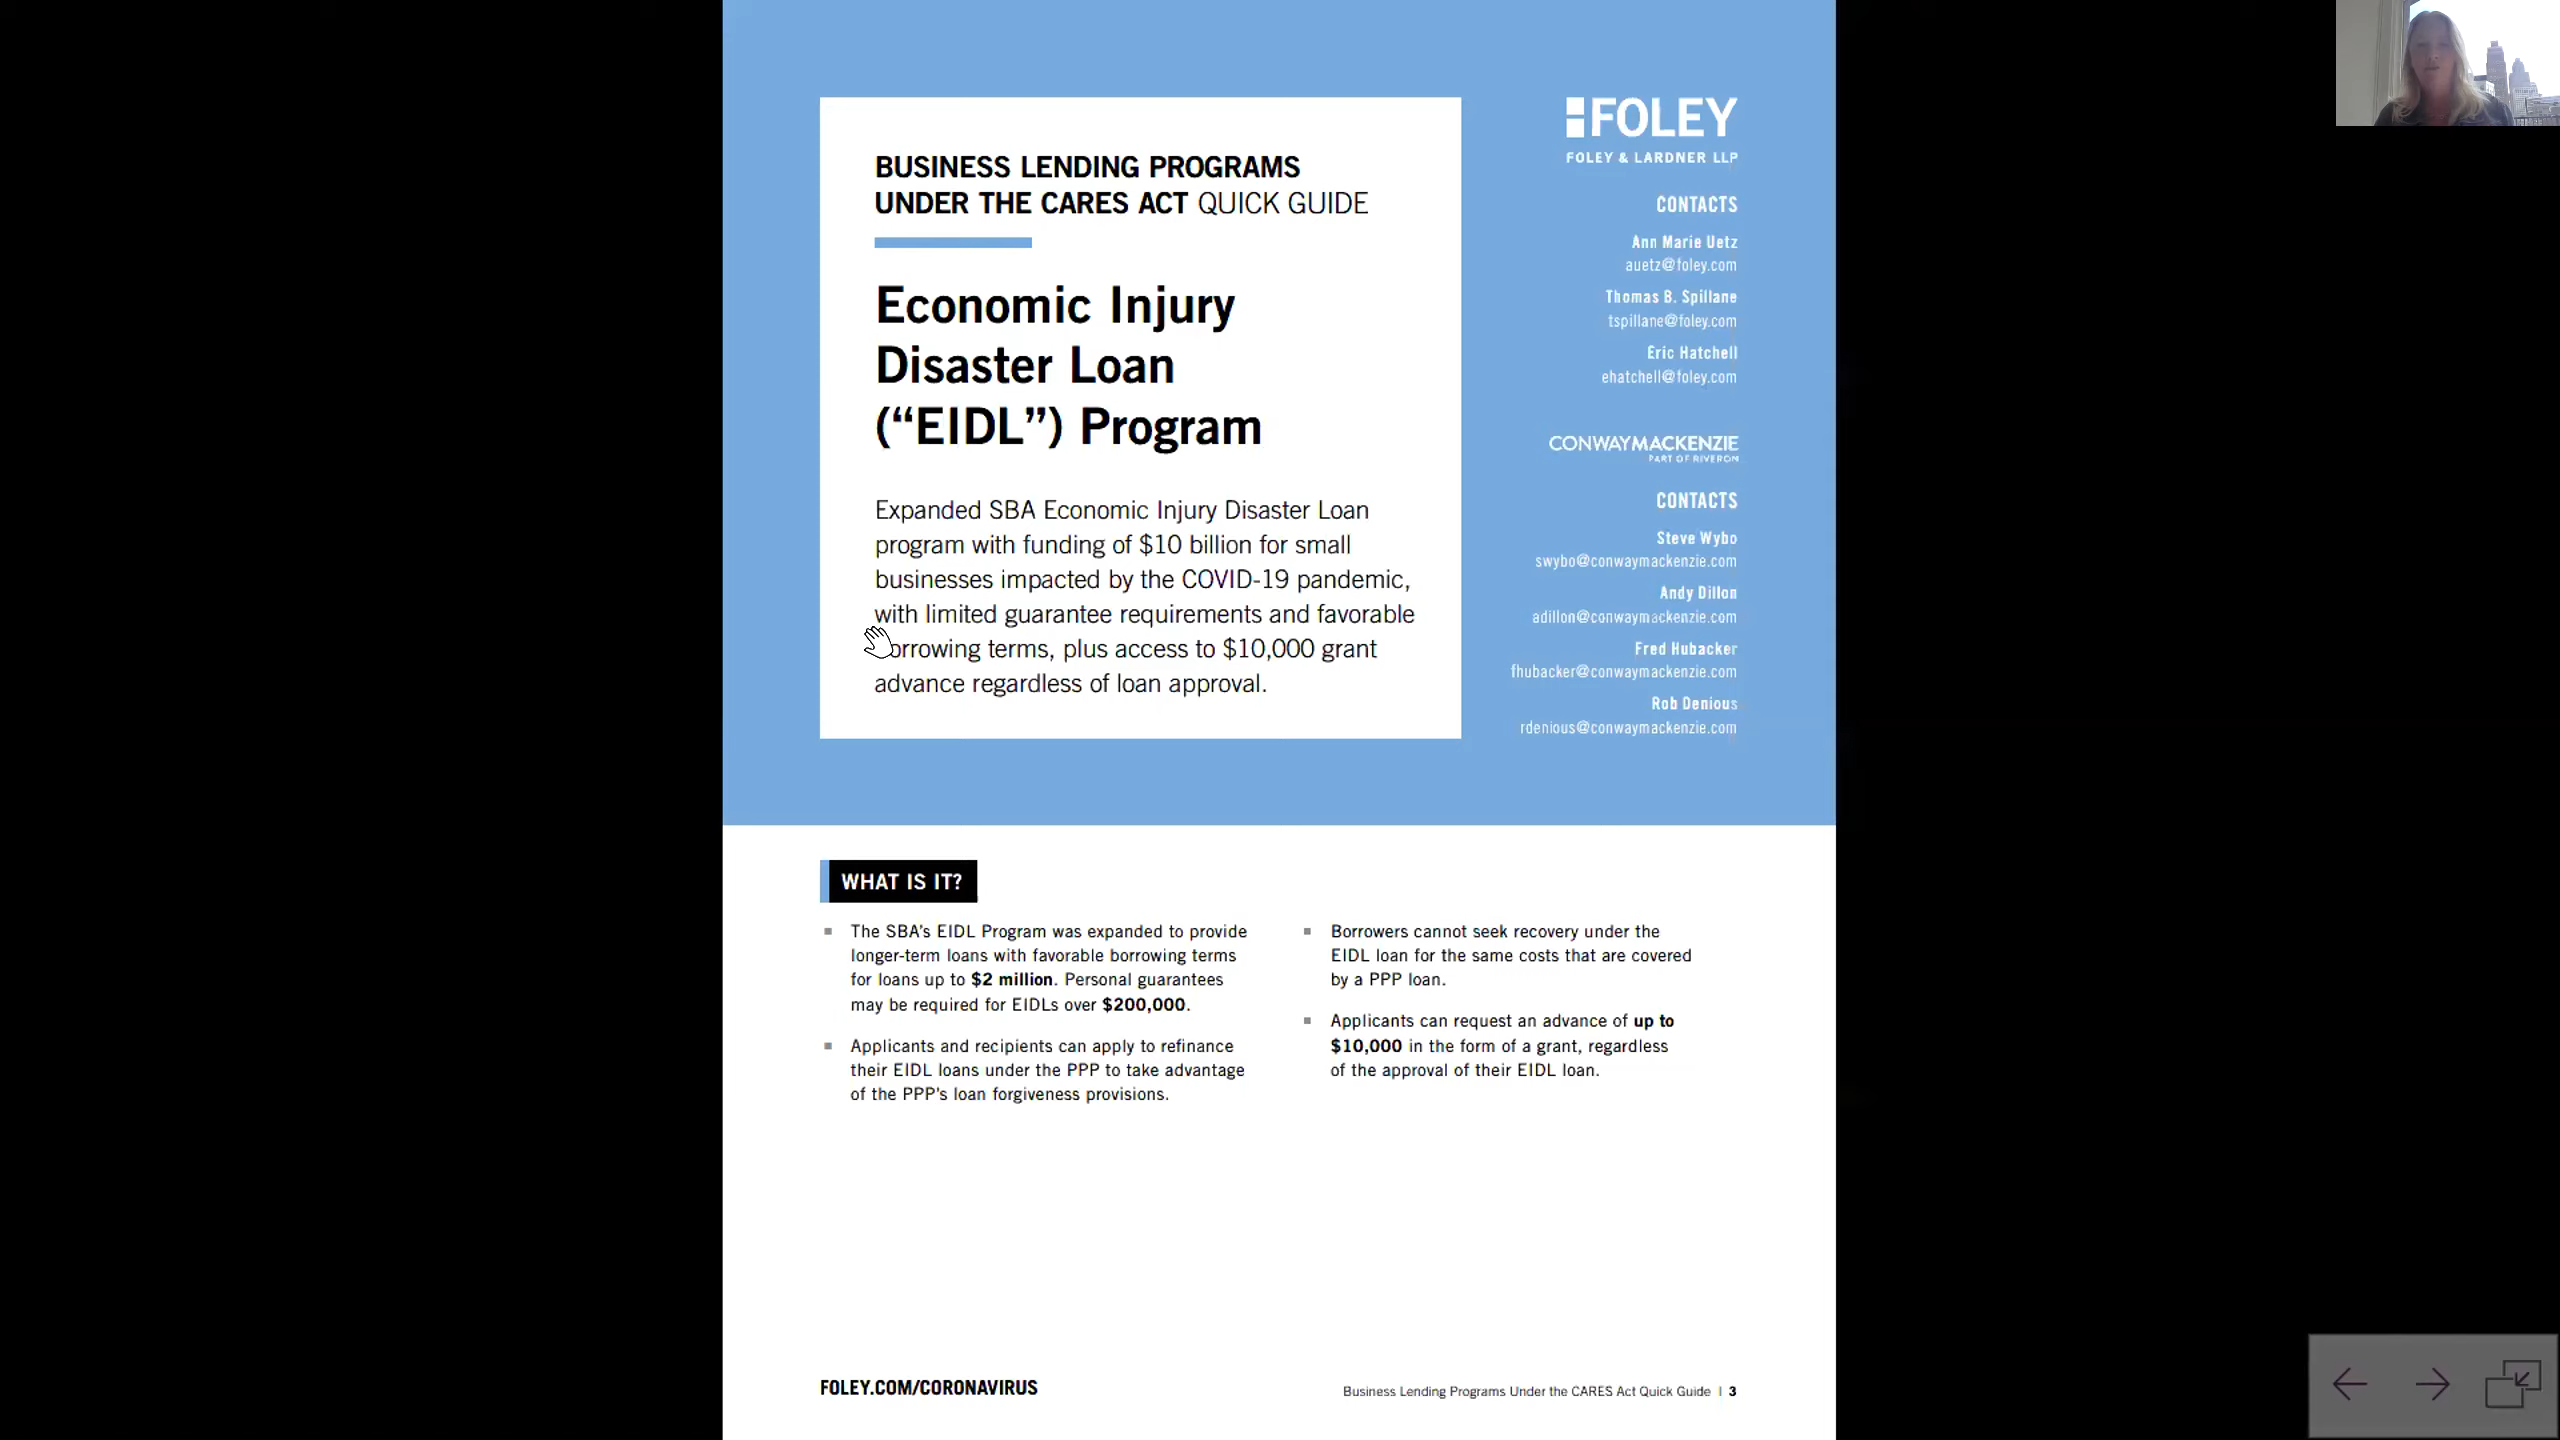 BUSINESS LENDING PROGRAMS
UNDER THE CARES ACT QUICK GUIDE
Economic Injury
Disaster Loan
(“EIDL”) Program
Expanded SBA Economic Injury Disaster Loan
program with funding of $10 billion for small
businesses impacted by the COVID-19 pandemic,
with limited guarantee requirements and favorable
borrowing terms, plus access to $10,000 grant
advance regardless of loan approval.
FOLEY
FOLEY & LARDNER LLP
CONTACTS
Ann Marie Uetz
auetz@foley.com
Thomas B. Spillane
tspillane@foley.com
Eric Hatchell
ehatchell@foley.com
CONWAYMACKENZIE
PART OF RIVERON
CONTACTS
Steve Wybo
swybo@conwaymackenzie.com
Andy Dillon
adillon@conwaymackenzie.com
Fred Hubacker
fhubacker@conwaymackenzie.com
Rob Denious
rdenious@conwaymackenzie.com
WHAT IS IT?
The SBA’s EIDL Program was expanded to provide
longer-term loans with favorable borrowing terms
for loans up to $2 million. Personal guarantees
may be required for EIDLs over $200,000.
Applicants and recipients can apply to refinance
their EIDL loans under the PPP to take advantage
of the PPP’s loan forgiveness provisions.
Borrowers cannot seek recovery under the
EIDL loan for the same costs that are covered
by a PPP loan.
Applicants can request an advance of up to
$10,000 in the form of a grant, regardless
of the approval of their EIDL loan.
FOLEY.COM/CORONAVIRUS
Business Lending Programs Under the CARES Act Quick Guide | 3